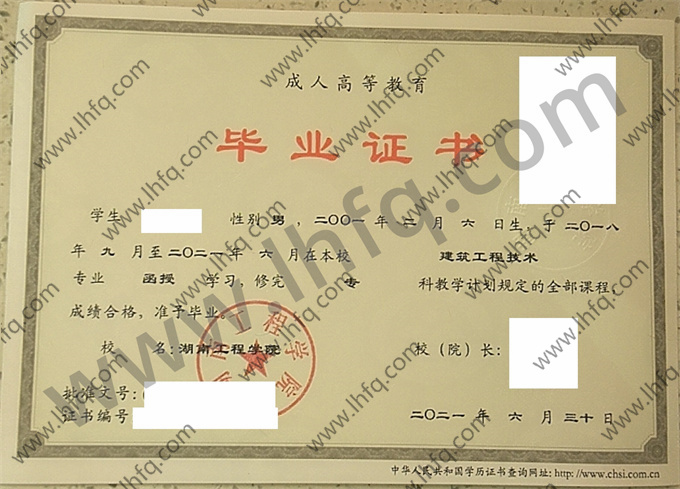 成人高等教育
毕业证书
学生 性别 男，二〇〇一年 二月 六日生，于二〇一八
年 九 月至二〇二一年 六月在本校 建筑工程技术
专业 函授 学习，修完 专 科教学计划规定的全部课程，
成绩合格，准予毕业。
校 名：湖南工程学院 校（院）长：
批准文号：
证书编号
二〇二一 年 六 月 三十日
中华人民共和国学历证书查询网址: http://www.chsi.com.cn
www.lhfq.com